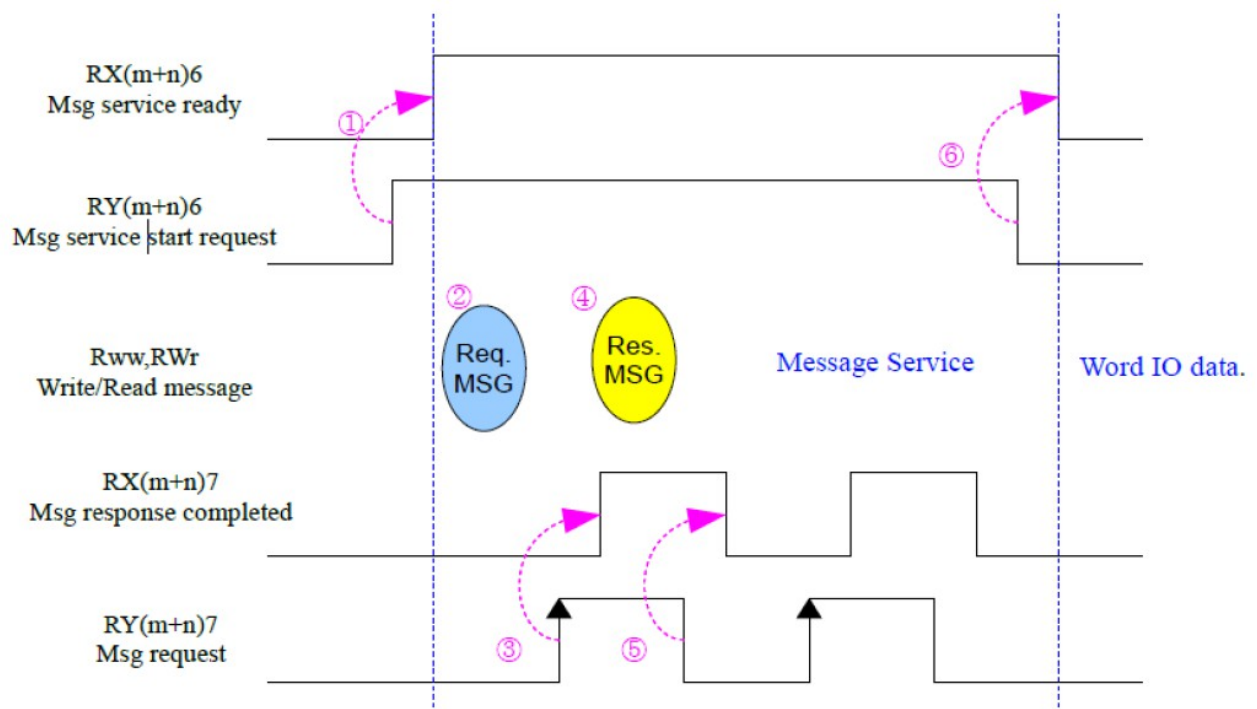 RX(m+n)6
Msg service ready
①
⑥
RY(m+n)6
Msg service start request
②
④
Rww,RWr
Write/Read message
Req.
MSG
Res.
MSG
Message Service
Word IO data.
RX(m+n)7
Msg response completed
RY(m+n)7
Msg request
③
⑤